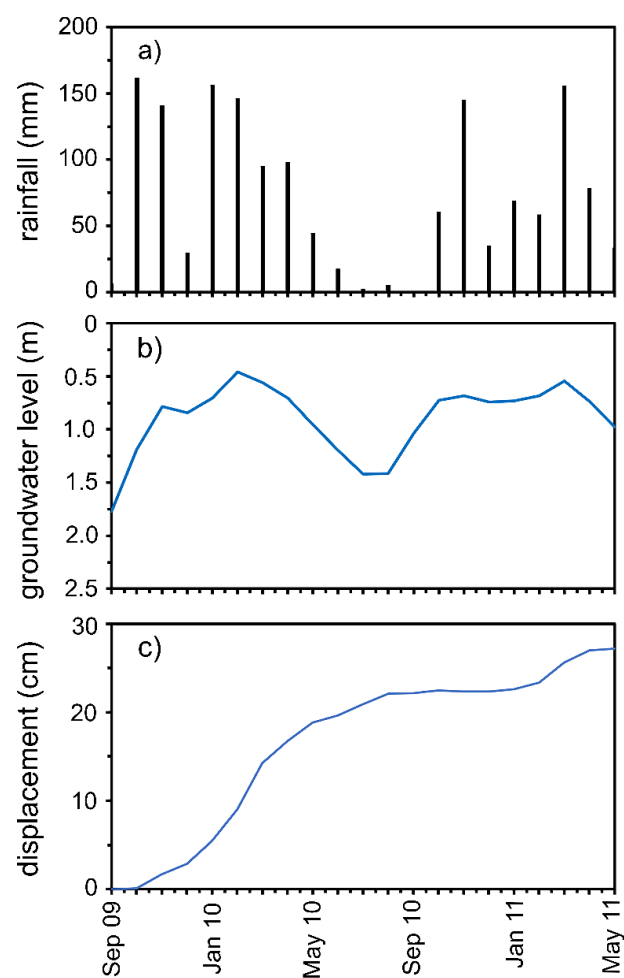 a)
rainfall (mm)
200
150
100
50
0
b)
groundwater level (m)
0
0.5
1.0
1.5
2.0
2.5
c)
displacement (cm)
30
20
10
0
Sep 09
Jan 10
May 10
Sep 10
Jan 11
May 11